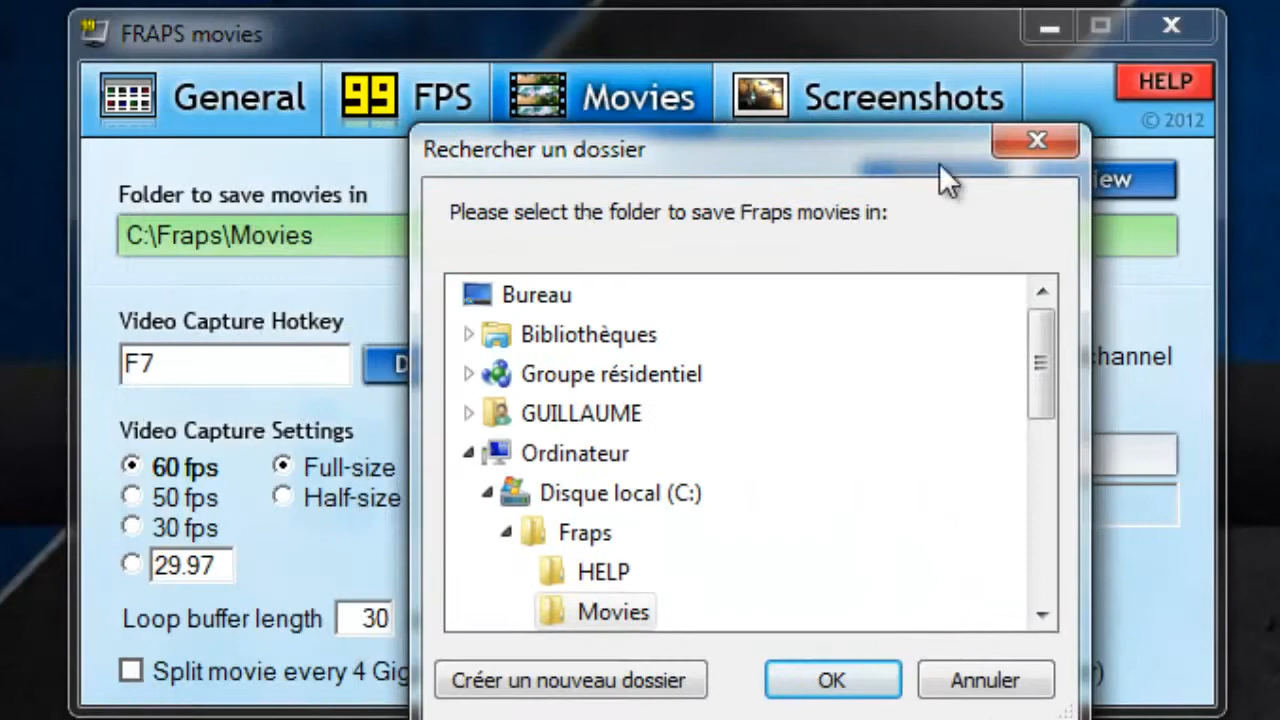 FRAPS movies
General
99 FPS
Movies
Screenshots
HELP
© 2012
Rechercher un dossier
Folder to save movies in
iew
Please select the folder to save Fraps movies in:
C:\Fraps\Movies
Bureau
Bibliothèques
Groupe résidentiel
GUILLAUME
Ordinateur
Disque local (C:)
Fraps
HELP
Movies
Video Capture Hotkey
F7
D
channel
Video Capture Settings
60 fps Full-size
50 fps Half-size
30 fps
29.97
Loop buffer length 30
Split movie every 4 Gig
Créer un nouveau dossier OK Annuler